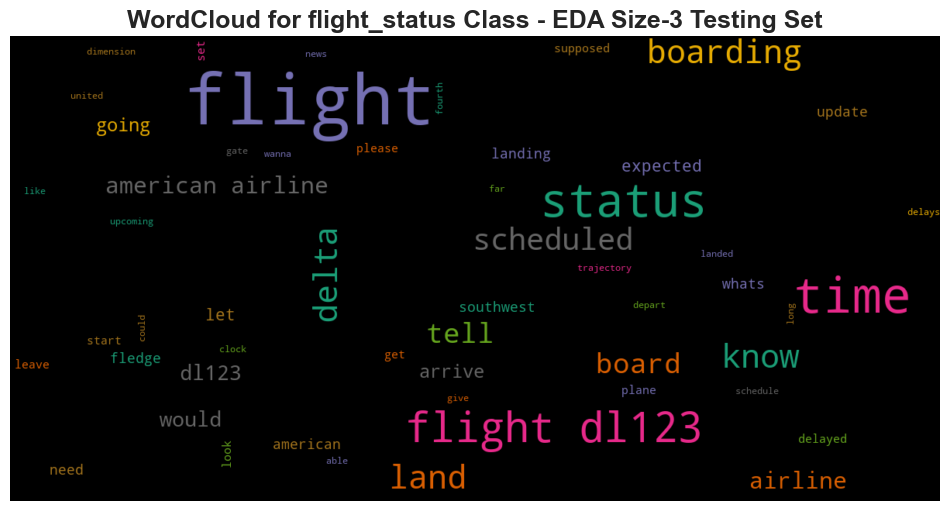 WordCloud for flight_status Class - EDA Size-3 Testing Set
dimension
set
news
supposed
boarding
flight
united
fourth
going
update
gate
wanna
please
landing
expected
american airline
like
far
status
delays
upcoming
delta
scheduled
landed
trajectory
whats
time
southwest
depart
long
let
could
tell
start
clock
know
fledge
get
board
leave
dl123
arrive
plane
schedule
give
would
flight dl123
look
american
delayed
able
need
land
airline